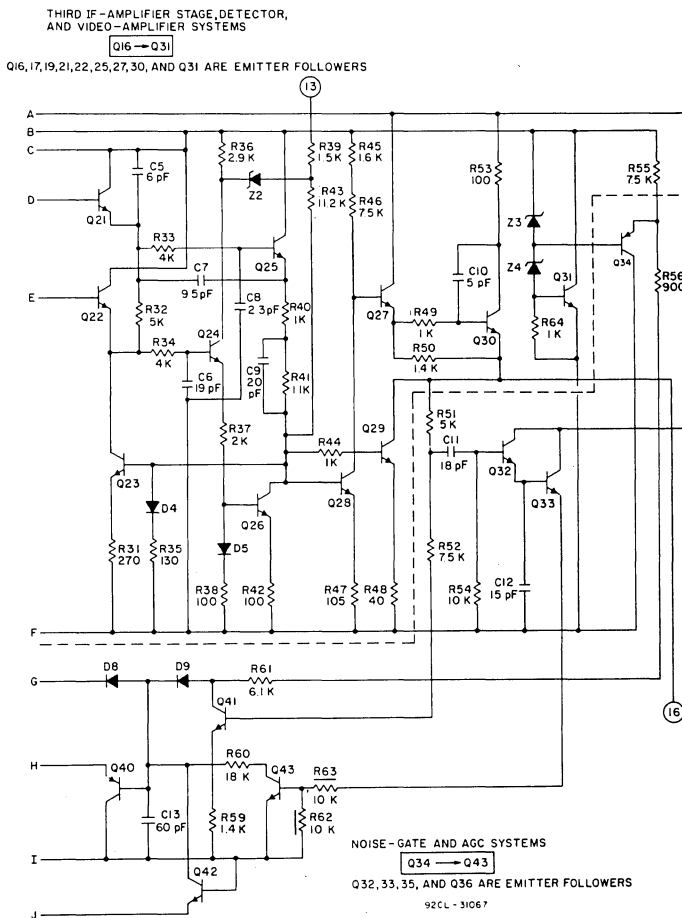 THIRD IF-AMPLIFIER STAGE, DETECTOR,
AND VIDEO-AMPLIFIER SYSTEMS
Q16→Q31
Q16,17,19,21,22,25,27,30, AND Q31 ARE EMITTER FOLLOWERS
13
A
B
C
D
E
F
C5
6 pF
Q21
R33
4K
C7
95pF
R32
5K
Q22
R34
4K
C6
19 pF
Q23
D4
R31
270
R35
130
R36
2.9 K
Z2
Q25
C8
2 3 pF
Q24
R37
2K
D5
R38
100
Q26
R42
100
R40
1K
C9
20
pF
R41
1.1K
R39
1.5K
R43
11.2 K
R44
1K
R45
1.6 K
R46
7.5K
Q27
Q28
Q29
R47
105
R48
40
R49
1 K
R50
1.4 K
C10
5 pF
R53
100
Q30
Z3
Z4
Q31
R64
1K
Q34
R55
7.5 K
R56
900
R51
5 K
C11
18 pF
Q32
Q33
R52
7.5K
R54
10 K
C12
15 pF
16
G
H
I
J
D8
D9
R61
6.1 K
Q41
Q40
R60
18 K
Q43
R63
10 K
C13
60 pF
R59
1.4K
R62
10 K
Q42
NOISE-GATE AND AGC SYSTEMS
Q34 → Q43
Q32,33,35, AND Q36 ARE EMITTER FOLLOWERS
92CL-31067